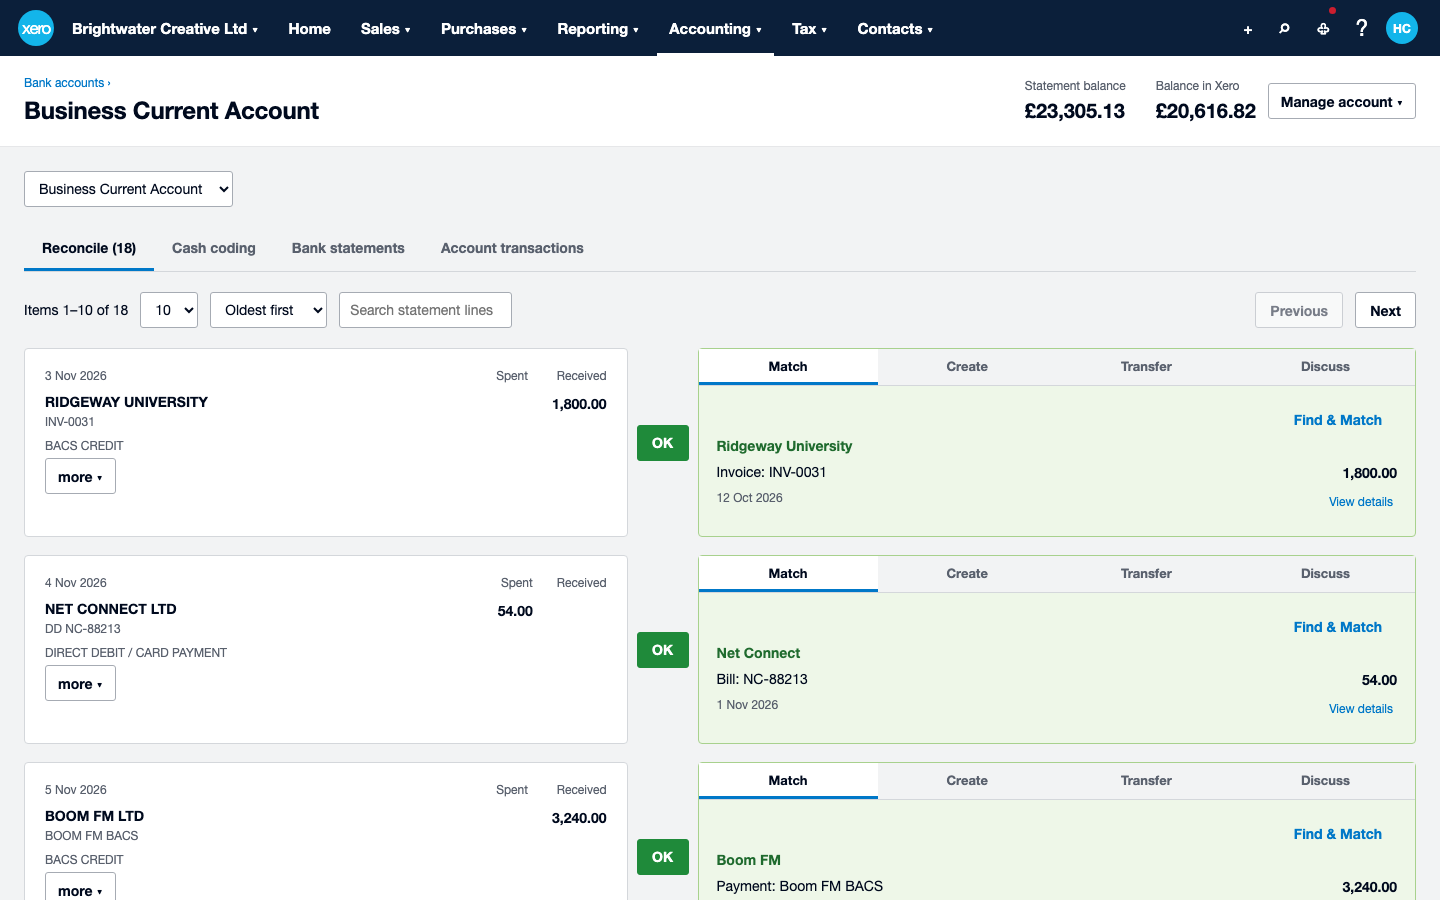 xero
Brightwater Creative Ltd ▾
Home
Sales ▾
Purchases ▾
Reporting ▾
Accounting ▾
Tax ▾
Contacts ▾
+
?
HC
Bank accounts ›
Business Current Account
Statement balance
£23,305.13
Balance in Xero
£20,616.82
Manage account ▾
Business Current Account
Reconcile (18)
Cash coding
Bank statements
Account transactions
Items 1–10 of 18
10
Oldest first
Search statement lines
Previous
Next
3 Nov 2026
Spent
Received
RIDGEWAY UNIVERSITY
1,800.00
INV-0031
BACS CREDIT
more ▾
OK
Match
Create
Transfer
Discuss
Find & Match
Ridgeway University
Invoice: INV-0031
1,800.00
12 Oct 2026
View details
4 Nov 2026
Spent
Received
NET CONNECT LTD
54.00
DD NC-88213
DIRECT DEBIT / CARD PAYMENT
more ▾
OK
Match
Create
Transfer
Discuss
Find & Match
Net Connect
Bill: NC-88213
54.00
1 Nov 2026
View details
5 Nov 2026
Spent
Received
BOOM FM LTD
3,240.00
BOOM FM BACS
BACS CREDIT
more ▾
OK
Match
Create
Transfer
Discuss
Find & Match
Boom FM
Payment: Boom FM BACS
3,240.00